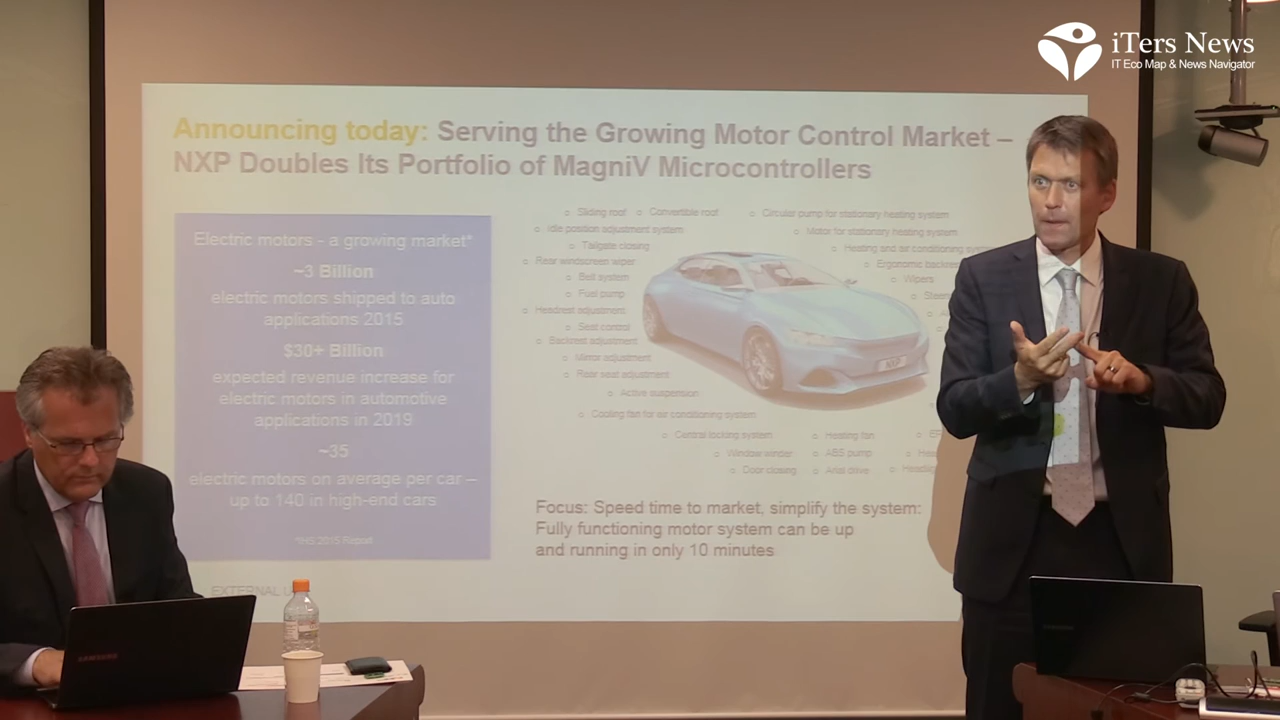 iTers News
IT Eco Map & News Navigator
Announcing today: Serving the Growing Motor Control Market –
NXP Doubles Its Portfolio of MagniV Microcontrollers
Electric motors - a growing market*
~3 Billion
electric motors shipped to auto
applications 2015
$30+ Billion
expected revenue increase for
electric motors in automotive
applications in 2019
~35
electric motors on average per car –
up to 140 in high-end cars
*IHS 2015 Report
Sliding roof
Convertible roof
Circular pump for stationary heating system
Idle position adjustment system
Motor for stationary heating system
Tailgate closing
Heating and air conditioning
Rear windscreen wiper
Ergonomic
Belt system
Wipers
Fuel pump
Headrest adjustment
Seat control
Backrest adjustment
Mirror adjustment
Rear seat adjustment
Active suspension
Cooling fan for air conditioning system
Central locking system
Heating fan
Window winder
ABS pump
Door closing
Axial drive
NXP
Focus: Speed time to market, simplify the system:
Fully functioning motor system can be up
and running in only 10 minutes
EXTERNAL
SAMSUNG